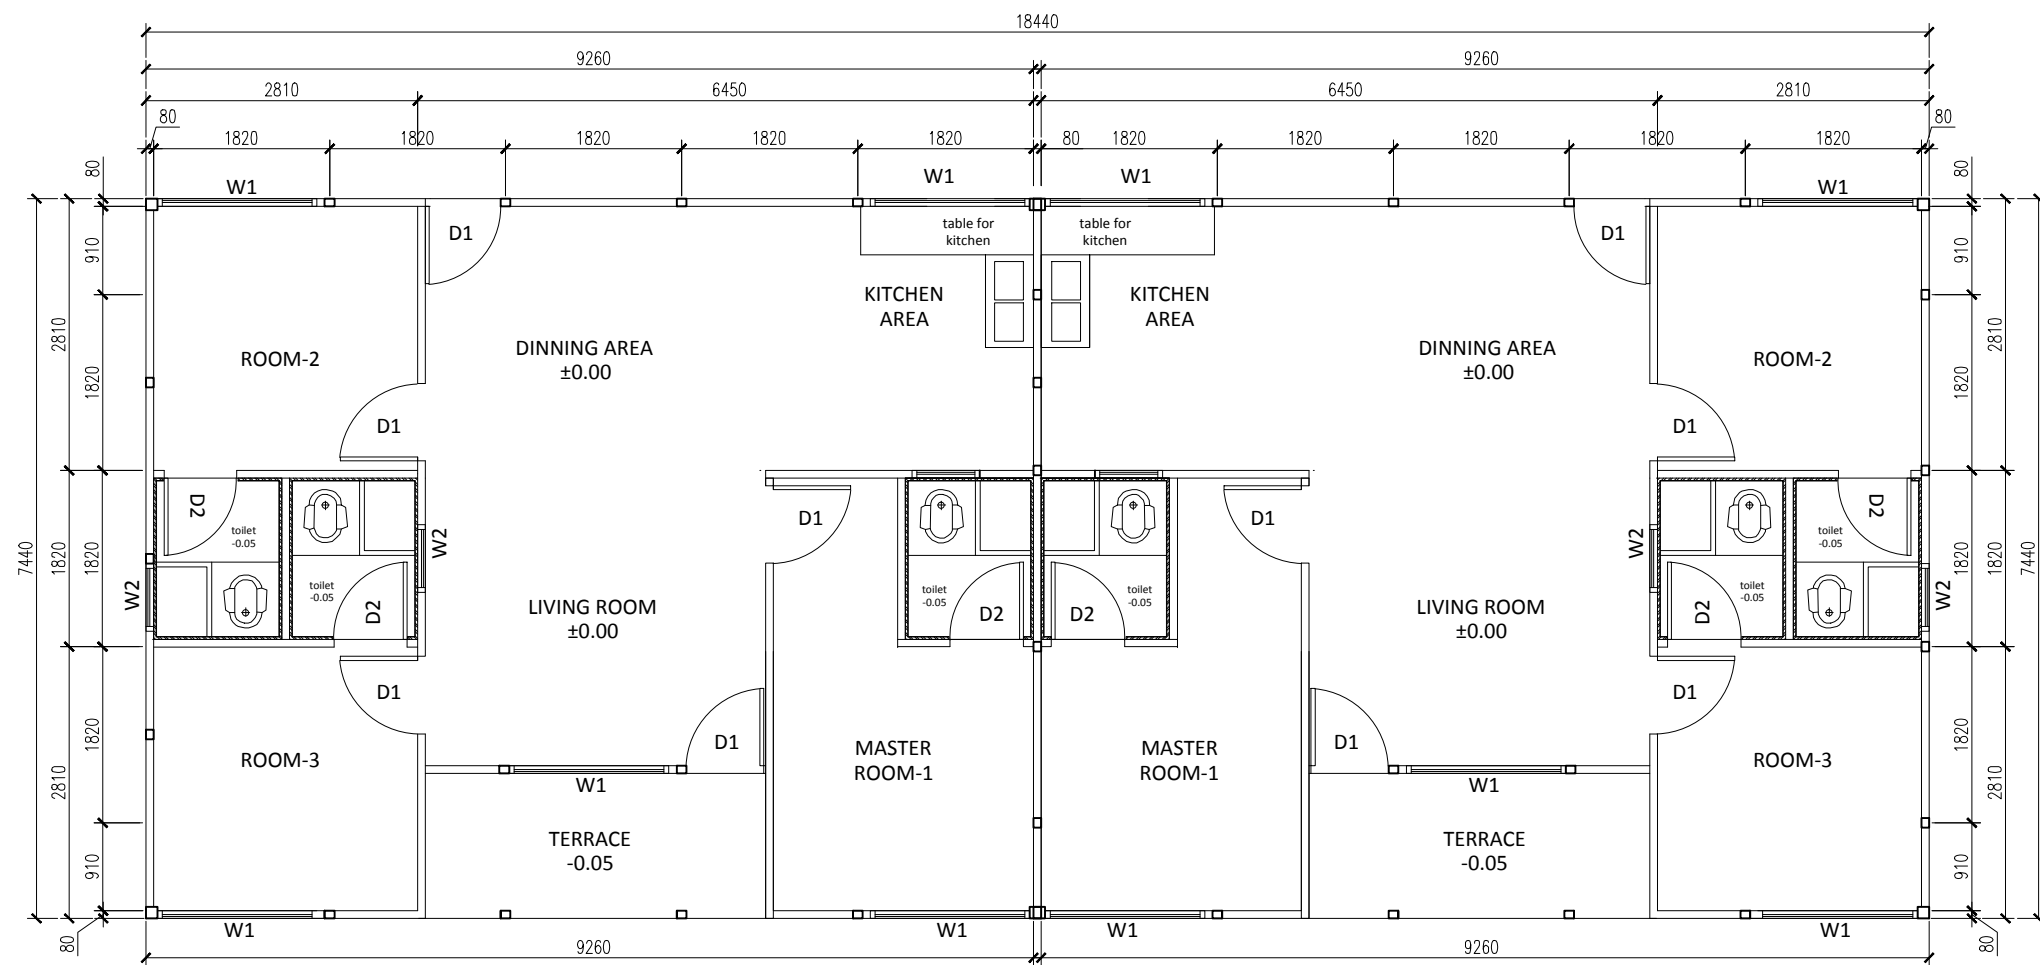 18440
9260 9260
2810 6450 6450 2810
80 80
1820 1820 1820 1820 1820 80 1820 1820 1820 1820 1820
80 80
W1 W1 W1 W1
table for table for
kitchen kitchen
D1 D1
910 910
KITCHEN KITCHEN
AREA AREA
2810 2810
DINNING AREA DINNING AREA
±0.00 ±0.00
ROOM-2 ROOM-2
1820 1820
D1 D1
D2 D1 D1 D2
toilet toilet
-0.05 -0.05
W2 W2
7440 1820 1820 1820 1820 7440
W2 toilet toilet toilet toilet W2
-0.05 -0.05 -0.05 -0.05
D2 D2 D2 D2
LIVING ROOM LIVING ROOM
±0.00 ±0.00
D1 D1
1820 1820
D1 D1
MASTER MASTER
ROOM-1 ROOM-1
ROOM-3 ROOM-3
2810 2810
W1 W1
TERRACE TERRACE
-0.05 -0.05
910 910
W1 W1 W1 W1
80 80
9260 9260